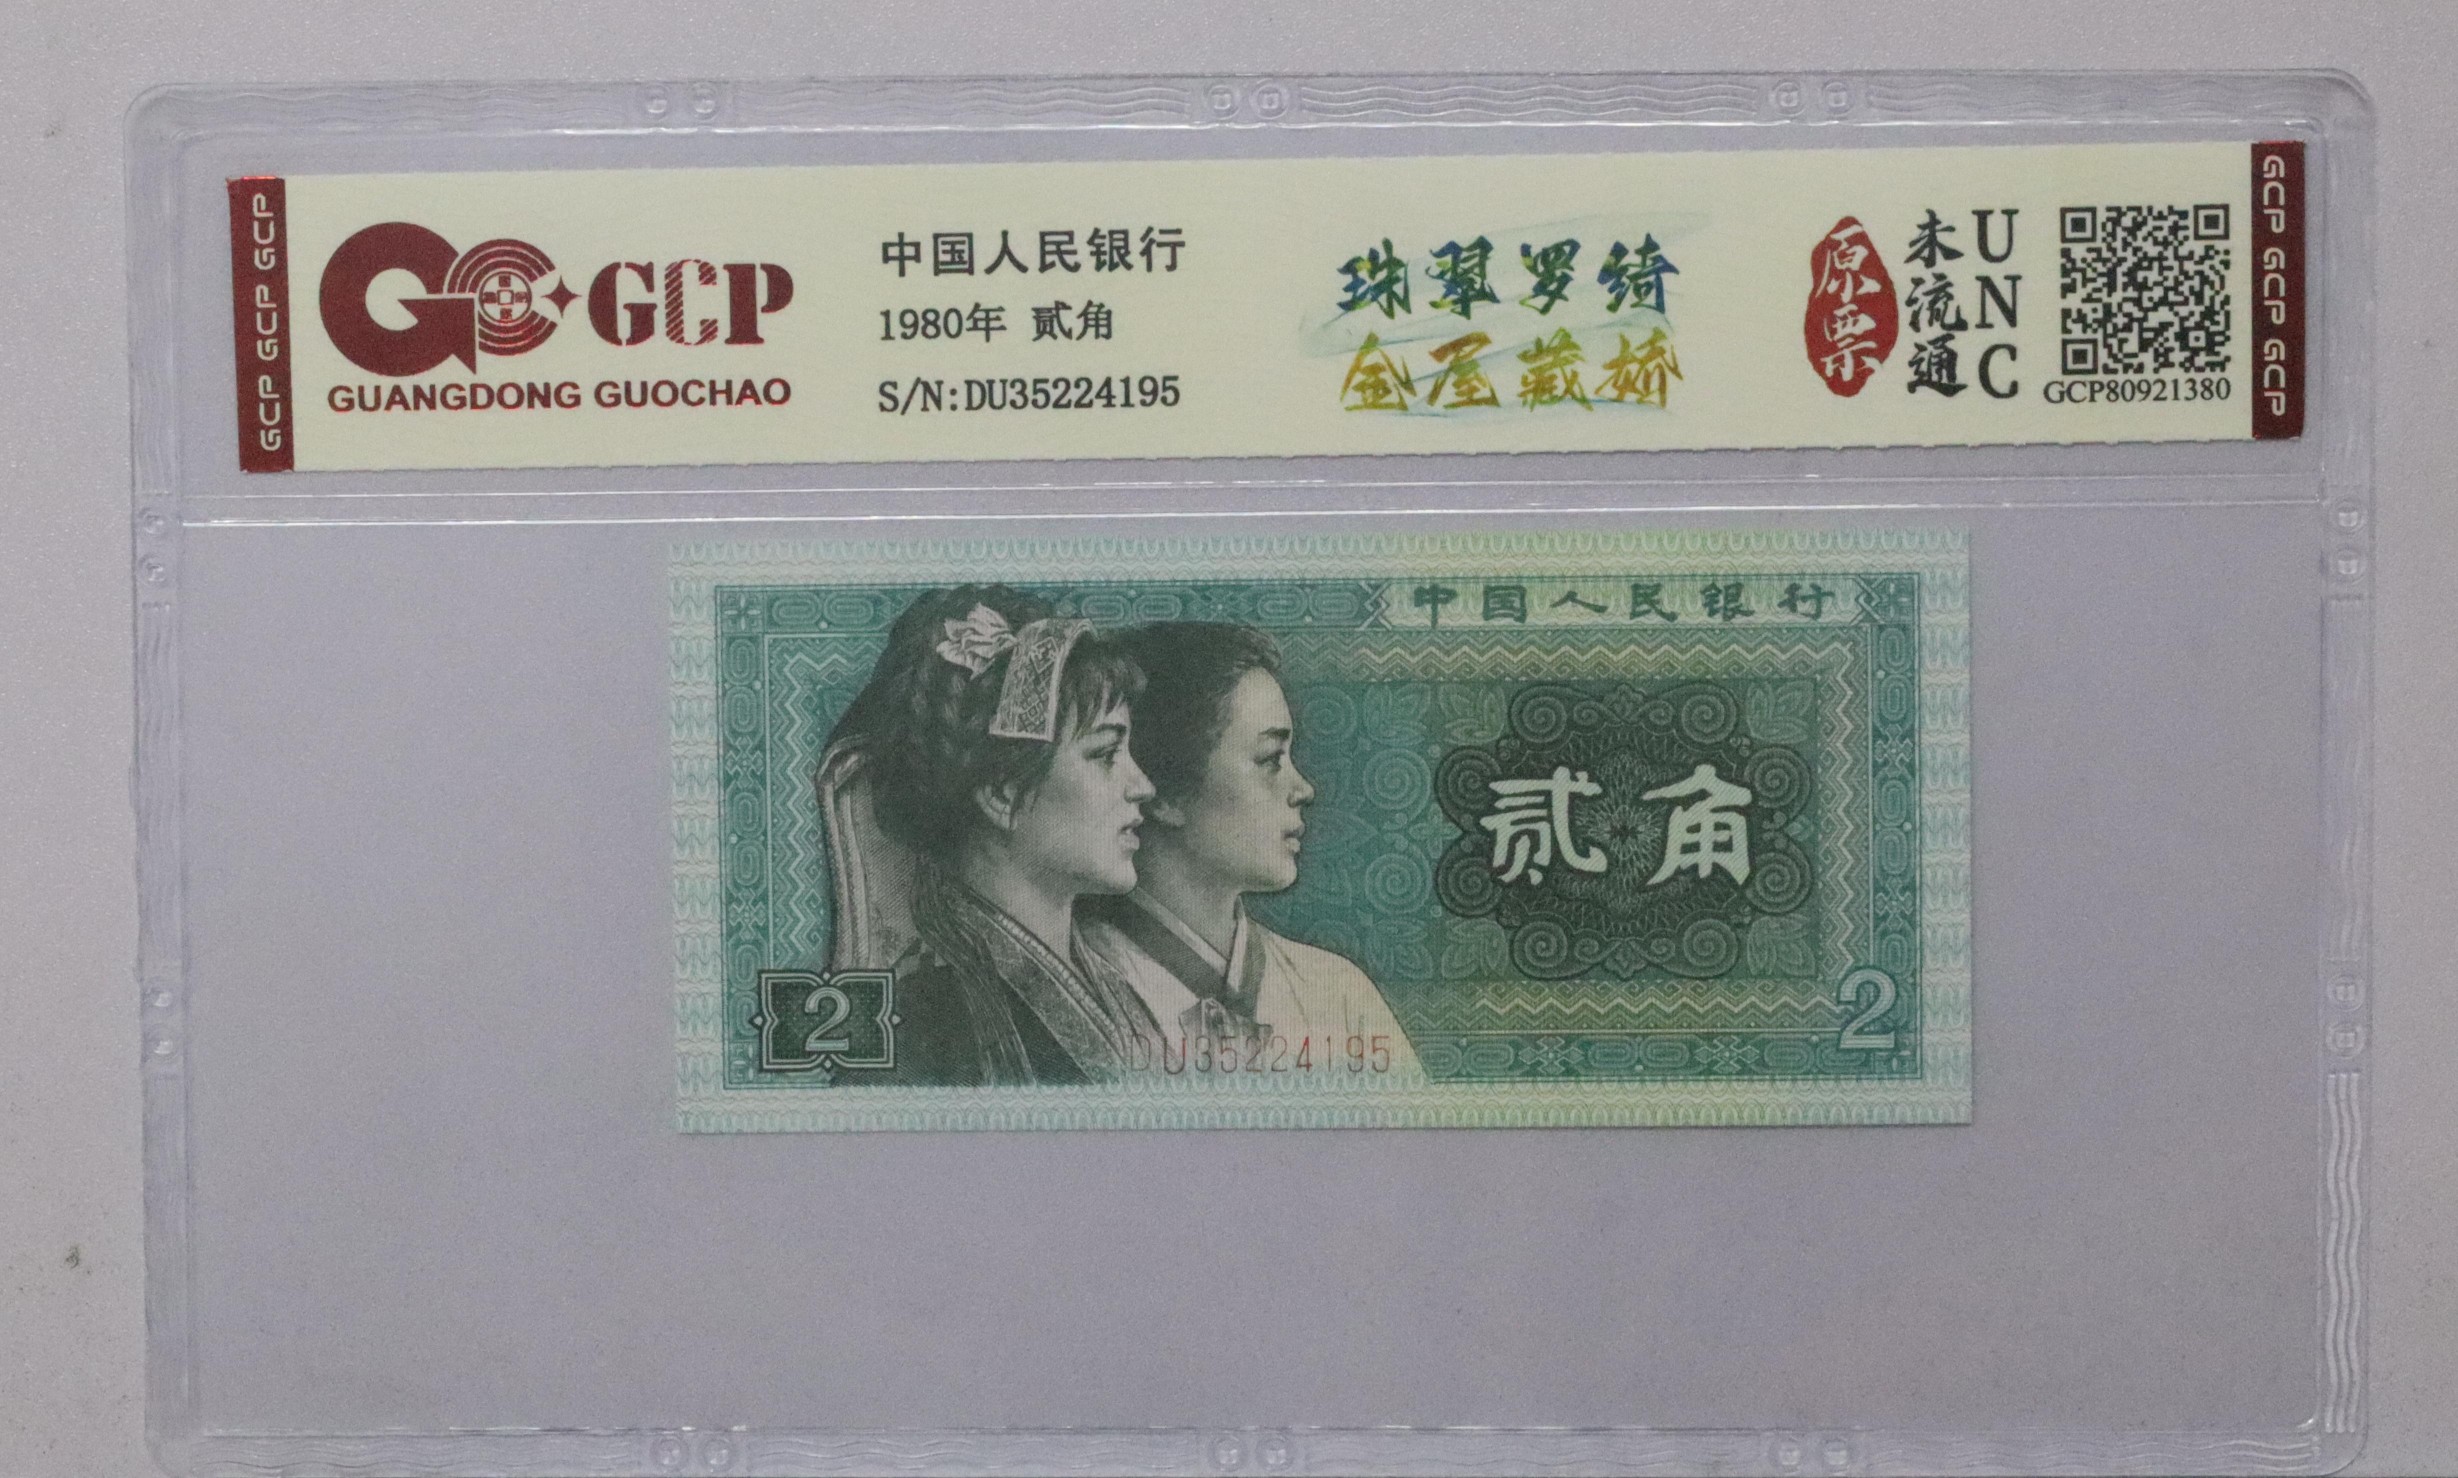 GCP GCP GCP
GCP
GUANGDONG GUOCHAO
中国人民银行
1980年 贰角
S/N:DU35224195
珠翠罗绮
金屋藏娇
原票
未流通
UNC
GCP80921380
GCP GCP GCP
中国人民银行
贰角
2
DU35224195
2